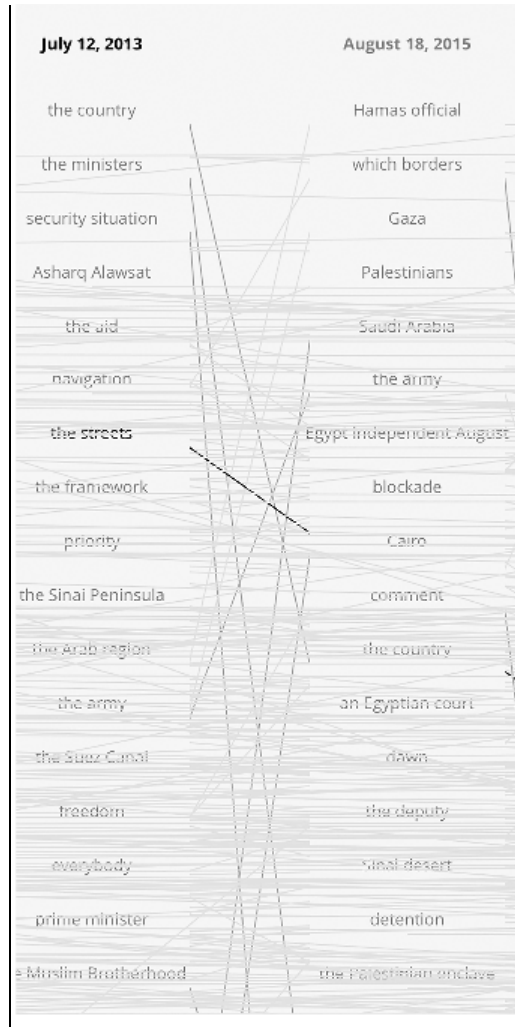 July 12, 2013
the country
the ministers
security situation
Asharq Alawsat
the aid
navigation
the streets
the framework
priority
the Sinai Peninsula
the Arab region
the army
the Suez Canal
freedom
everybody
prime minister
e Muslim Brotherhood
August 18, 2015
Hamas official
which borders
Gaza
Palestinians
Saudi Arabia
the army
Egypt Independent August
blockade
Cairo
comment
the country
an Egyptian court
dawn
the deputy
Sinai desert
detention
the Palestinian enclave